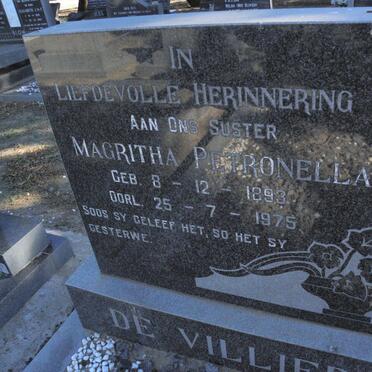 IN
LIEFDEVOLLE HERINNERING
AAN ONS SUSTER
MAGRITHA PETRONELLA
GEB. 8 - 12 - 1893
OORL. 25 - 7 - 1975
SOOS SY GELEEF HET, SO HET SY
GESTERWE.
DE VILLIERS